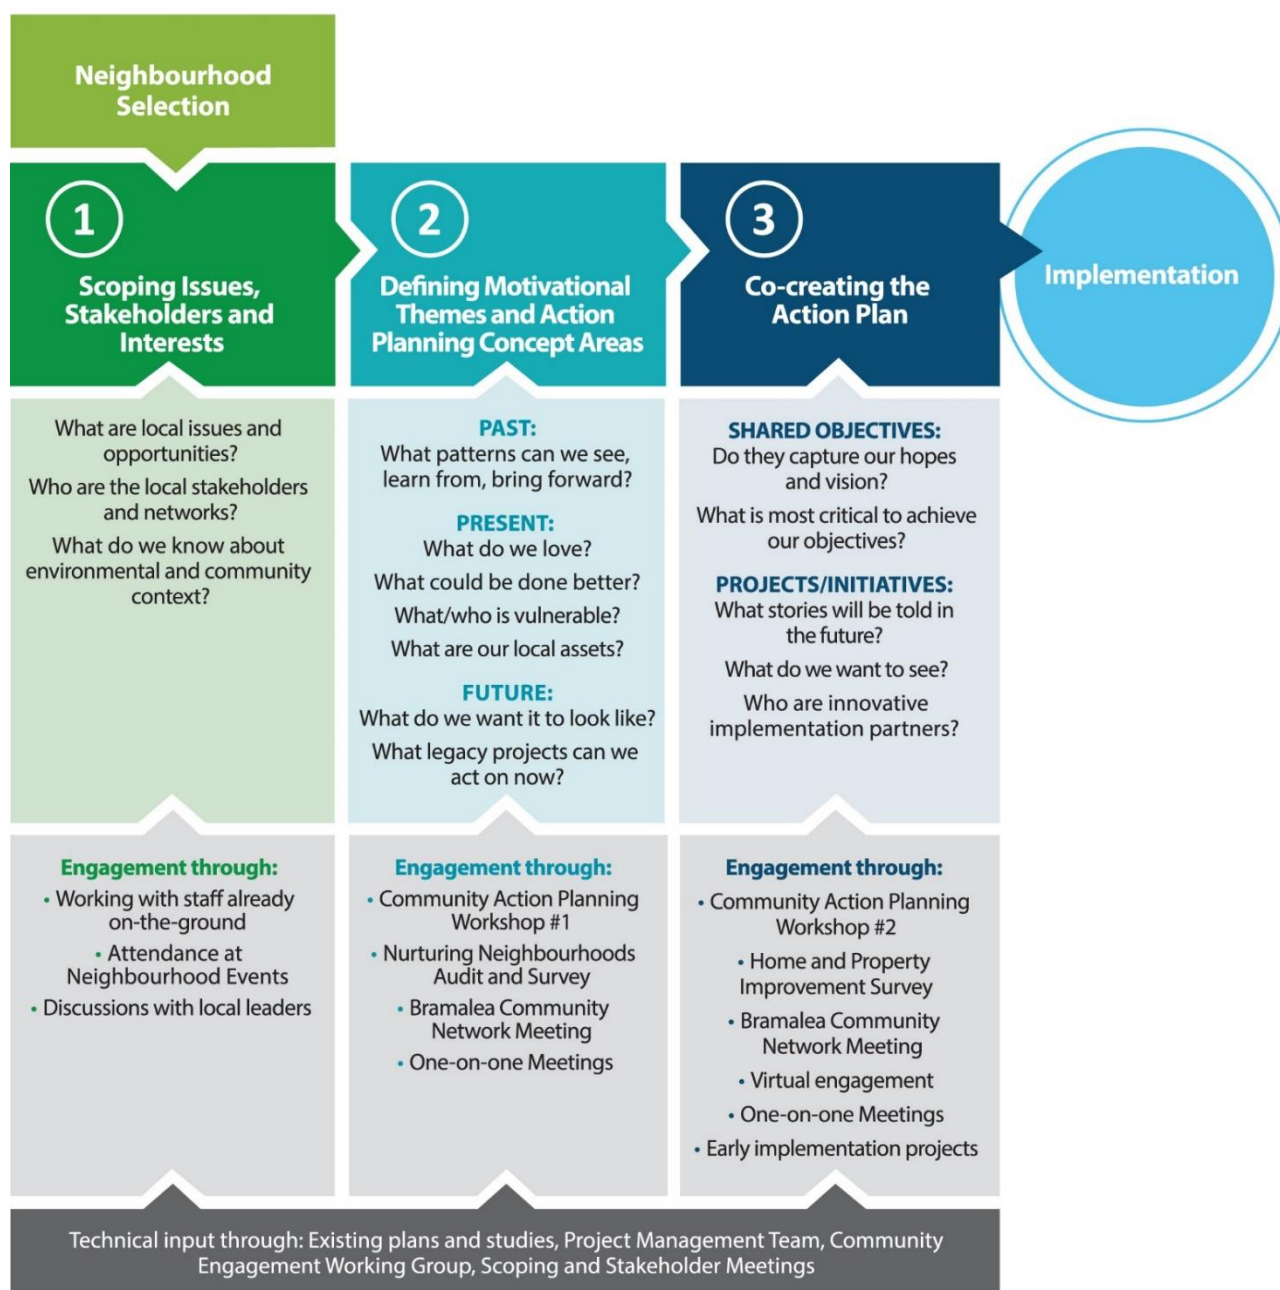 Neighbourhood
Selection
1
Scoping Issues,
Stakeholders and
Interests
What are local issues and
opportunities?
Who are the local stakeholders
and networks?
What do we know about
environmental and community
context?
Engagement through:
• Working with staff already
on-the-ground
• Attendance at
Neighbourhood Events
• Discussions with local leaders
2
Defining Motivational
Themes and Action
Planning Concept Areas
PAST:
What patterns can we see,
learn from, bring forward?
PRESENT:
What do we love?
What could be done better?
What/who is vulnerable?
What are our local assets?
FUTURE:
What do we want it to look like?
What legacy projects can we
act on now?
Engagement through:
• Community Action Planning
Workshop #1
• Nurturing Neighbourhoods
Audit and Survey
• Bramalea Community
Network Meeting
• One-on-one Meetings
3
Co-creating the
Action Plan
SHARED OBJECTIVES:
Do they capture our hopes
and vision?
What is most critical to achieve
our objectives?
PROJECTS/INITIATIVES:
What stories will be told in
the future?
What do we want to see?
Who are innovative
implementation partners?
Engagement through:
• Community Action Planning
Workshop #2
• Home and Property
Improvement Survey
• Bramalea Community
Network Meeting
• Virtual engagement
• One-on-one Meetings
• Early implementation projects
Implementation
Technical input through: Existing plans and studies, Project Management Team, Community
Engagement Working Group, Scoping and Stakeholder Meetings